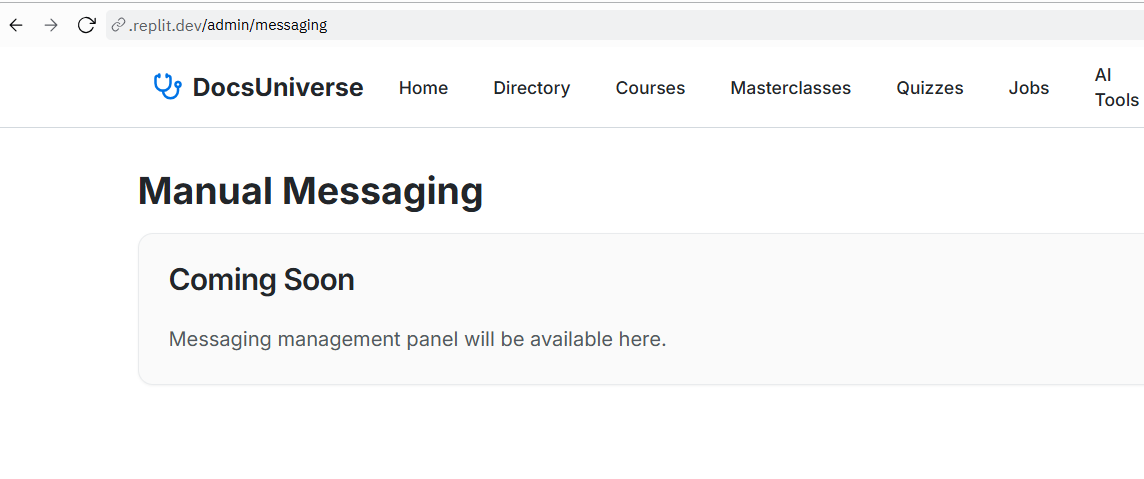 .replit.dev/admin/messaging
DocsUniverse Home Directory Courses Masterclasses Quizzes Jobs AI
Tools
Manual Messaging
Coming Soon
Messaging management panel will be available here.